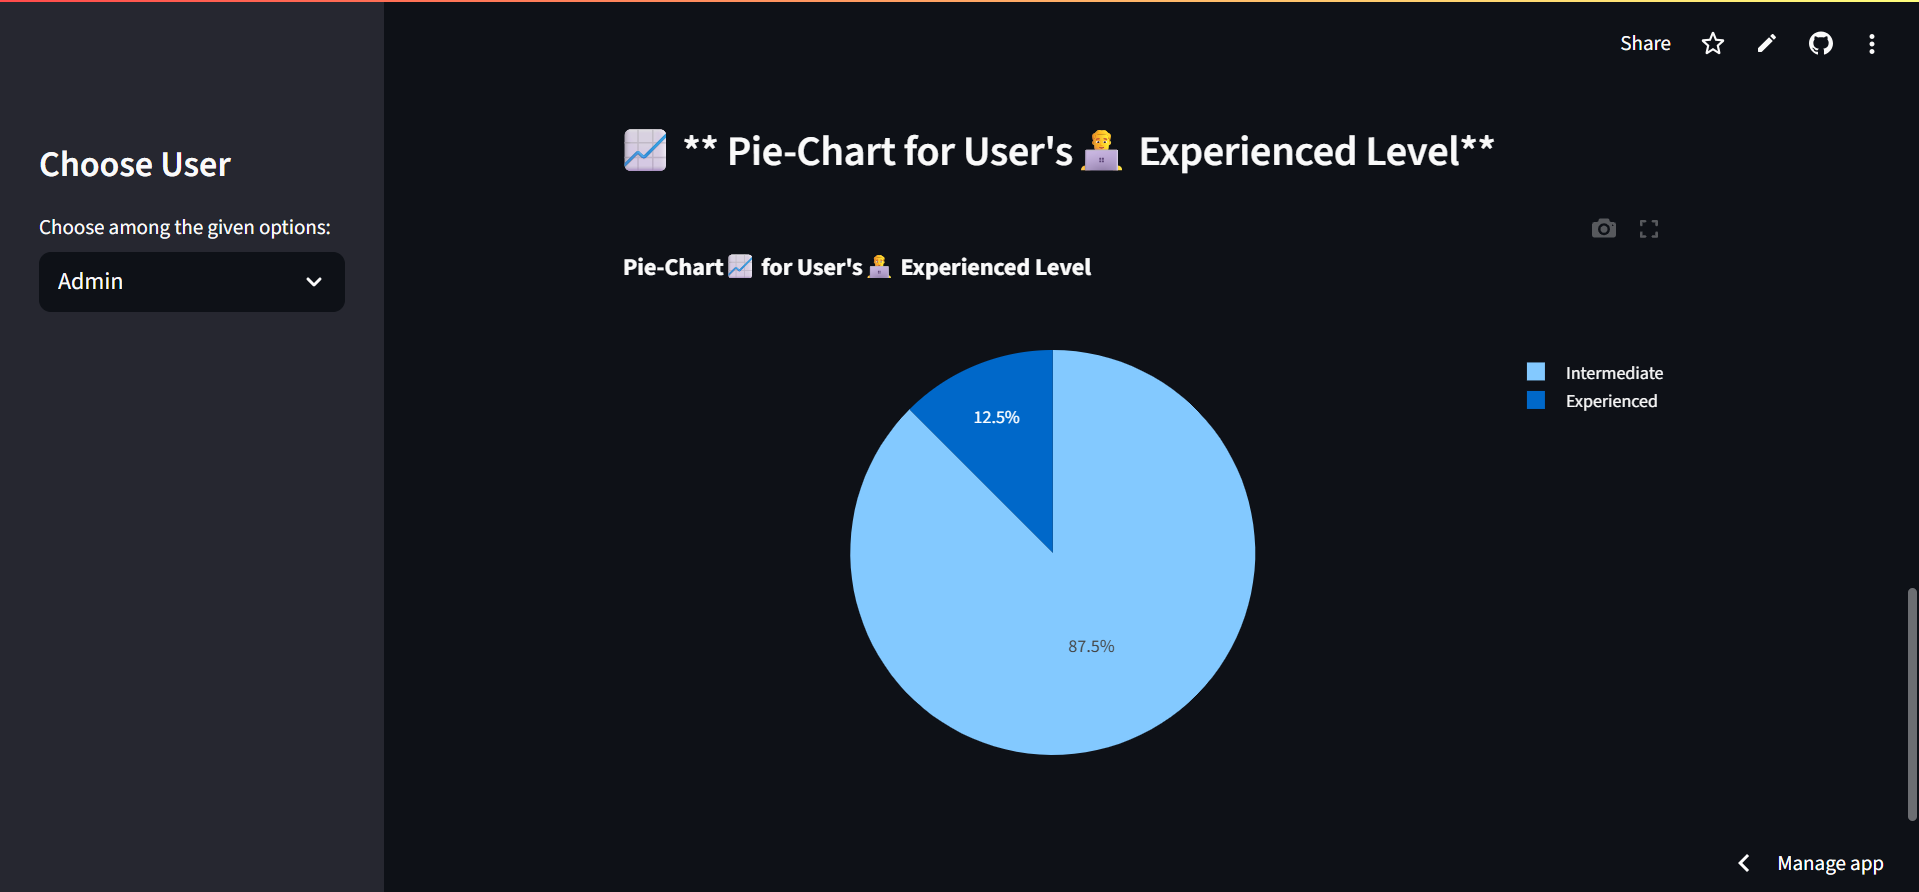 Share
Choose User
Choose among the given options:
Admin
📈 ** Pie-Chart for User's👨‍💻 Experienced Level**
Pie-Chart📈 for User's👨‍💻 Experienced Level
Intermediate
Experienced
12.5%
87.5%
Manage app